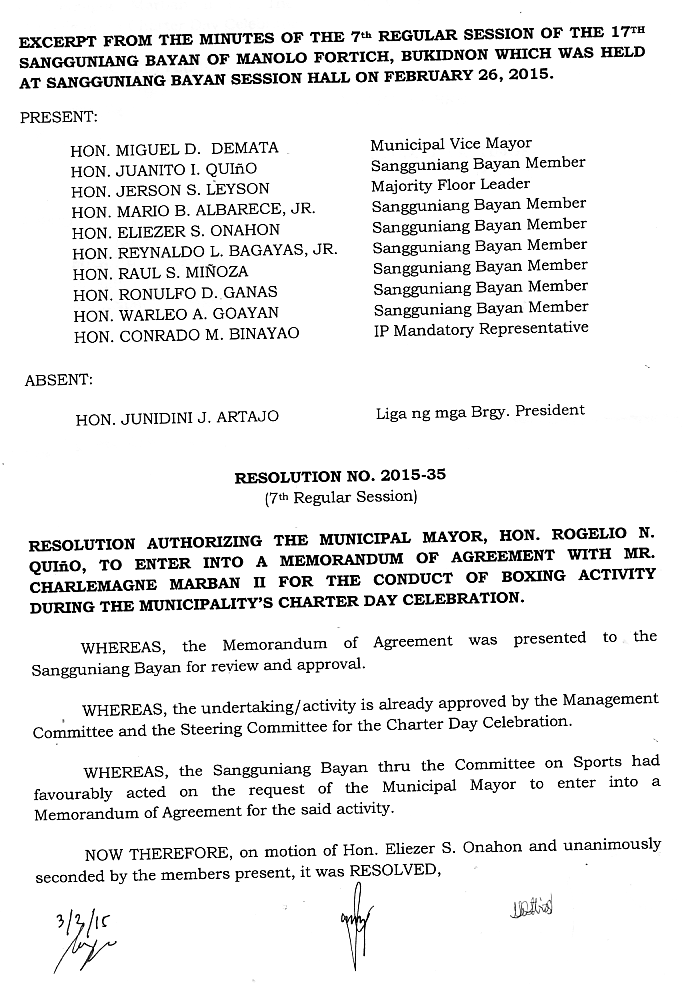 EXCERPT FROM THE MINUTES OF THE 7th REGULAR SESSION OF THE 17TH
SANGGUNIANG BAYAN OF MANOLO FORTICH, BUKIDNON WHICH WAS HELD
AT SANGGUNIANG BAYAN SESSION HALL ON FEBRUARY 26, 2015.
PRESENT:
HON. MIGUEL D. DEMATA Municipal Vice Mayor
HON. JUANITO I. QUIñO Sangguniang Bayan Member
HON. JERSON S. LEYSON Majority Floor Leader
HON. MARIO B. ALBARECE, JR. Sangguniang Bayan Member
HON. ELIEZER S. ONAHON Sangguniang Bayan Member
HON. REYNALDO L. BAGAYAS, JR. Sangguniang Bayan Member
HON. RAUL S. MIÑOZA Sangguniang Bayan Member
HON. RONULFO D. GANAS Sangguniang Bayan Member
HON. WARLEO A. GOAYAN Sangguniang Bayan Member
HON. CONRADO M. BINAYAO IP Mandatory Representative
ABSENT:
HON. JUNIDINI J. ARTAJO Liga ng mga Brgy. President
RESOLUTION NO. 2015-35
(7th Regular Session)
RESOLUTION AUTHORIZING THE MUNICIPAL MAYOR, HON. ROGELIO N.
QUIñO, TO ENTER INTO A MEMORANDUM OF AGREEMENT WITH MR.
CHARLEMAGNE MARBAN II FOR THE CONDUCT OF BOXING ACTIVITY
DURING THE MUNICIPALITY'S CHARTER DAY CELEBRATION.
WHEREAS, the Memorandum of Agreement was presented to the
Sangguniang Bayan for review and approval.
WHEREAS, the undertaking/activity is already approved by the Management
Committee and the Steering Committee for the Charter Day Celebration.
WHEREAS, the Sangguniang Bayan thru the Committee on Sports had
favourably acted on the request of the Municipal Mayor to enter into a
Memorandum of Agreement for the said activity.
NOW THEREFORE, on motion of Hon. Eliezer S. Onahon and unanimously
seconded by the members present, it was RESOLVED,
3/3/15